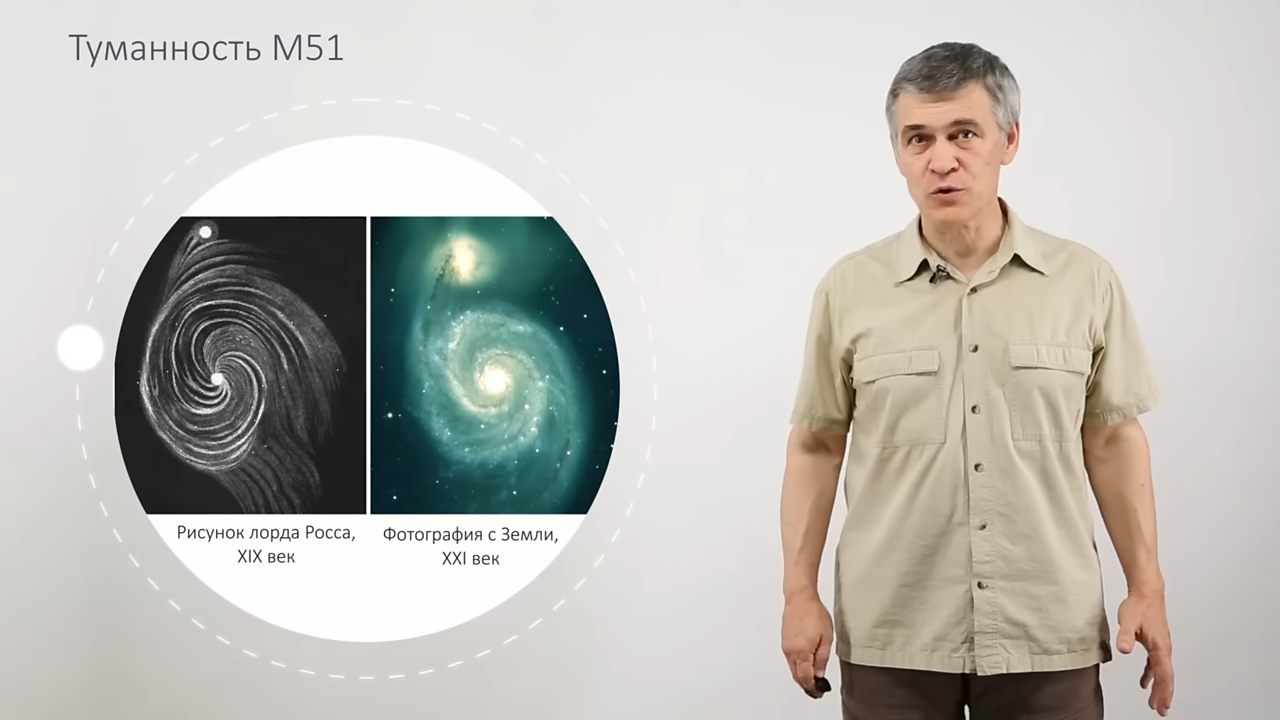 Туманность М51
Рисунок лорда Росса,
XIX век
Фотография с Земли,
XXI век